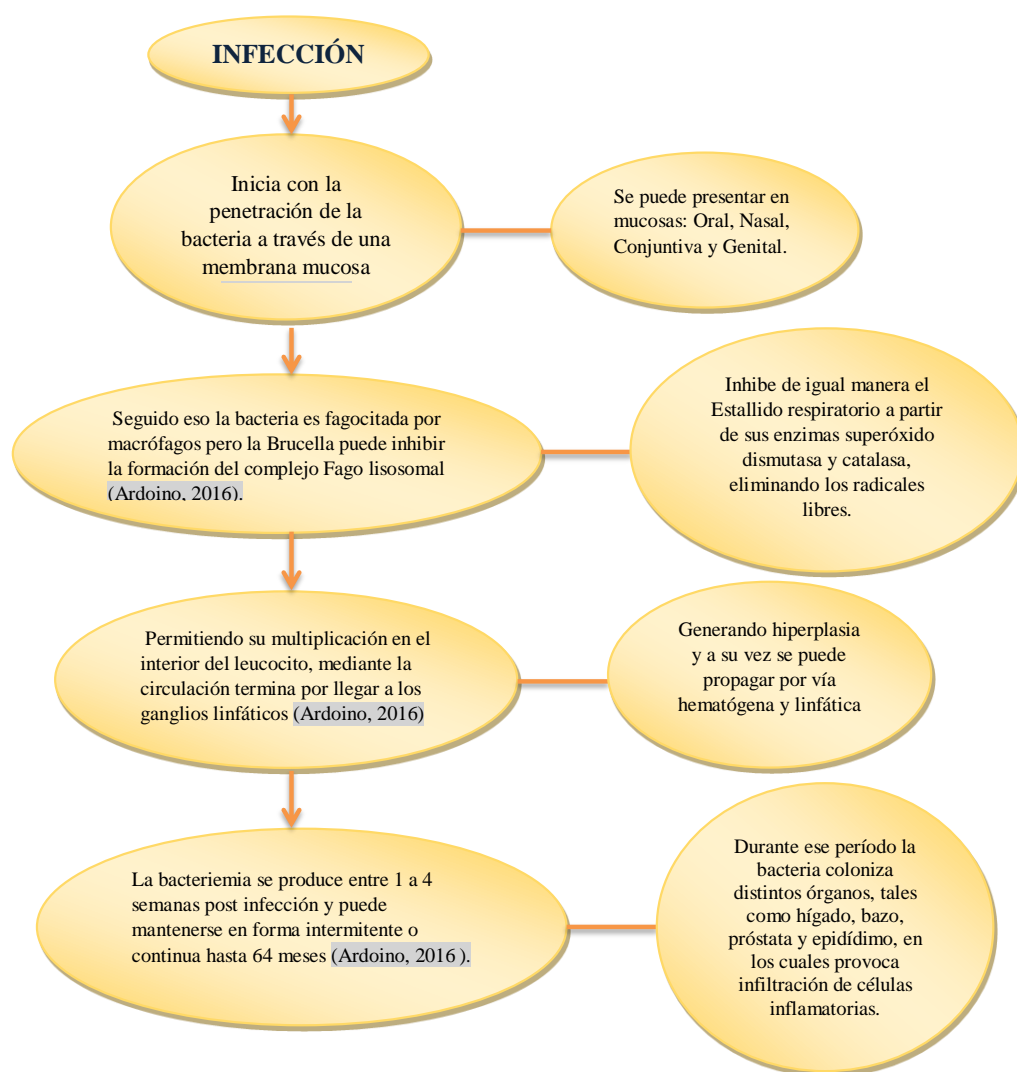 INFECCIÓN
Inicia con la
penetración de la
bacteria a través de una
membrana mucosa
Se puede presentar en
mucosas: Oral, Nasal,
Conjuntiva y Genital.
Seguido eso la bacteria es fagocitada por
macrófagos pero la Brucella puede inhibir
la formación del complejo Fago lisosomal
(Ardoino, 2016).
Inhibe de igual manera el
Estallido respiratorio a partir
de sus enzimas superóxido
dismutasa y catalasa,
eliminando los radicales
libres.
Permitiendo su multiplicación en el
interior del leucocito, mediante la
circulación termina por llegar a los
ganglios linfáticos (Ardoino, 2016)
Generando hiperplasia
y a su vez se puede
propagar por vía
hematógena y linfática
La bacteriemia se produce entre 1 a 4
semanas post infección y puede
mantenerse en forma intermitente o
continua hasta 64 meses (Ardoino, 2016 ).
Durante ese período la
bacteria coloniza
distintos órganos, tales
como hígado, bazo,
próstata y epidídimo, en
los cuales provoca
infiltración de células
inflamatorias.